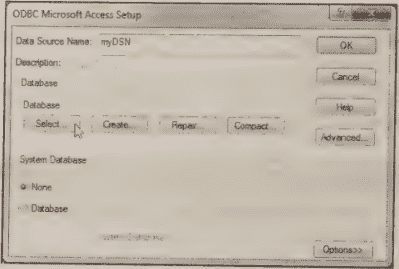 ODBC Microsoft Access Setup
Data Source Name: myDSN
OK
Description:
Cancel
Database
Database
Help
Select... Create... Repair... Compact...
Advanced...
System Database
None
Database
Options>>